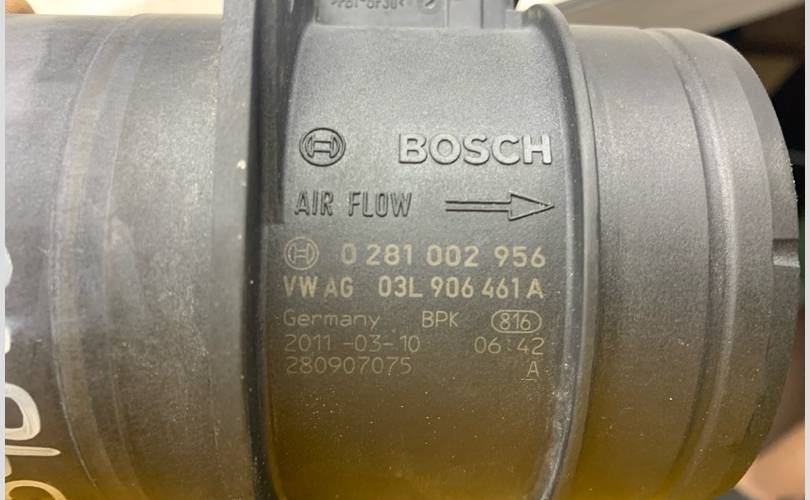 BOSCH
AIR FLOW
0 281 002 956
VW AG 03L 906 461 A
Germany BPK 816
2011-03-10 06:42
280907075 A